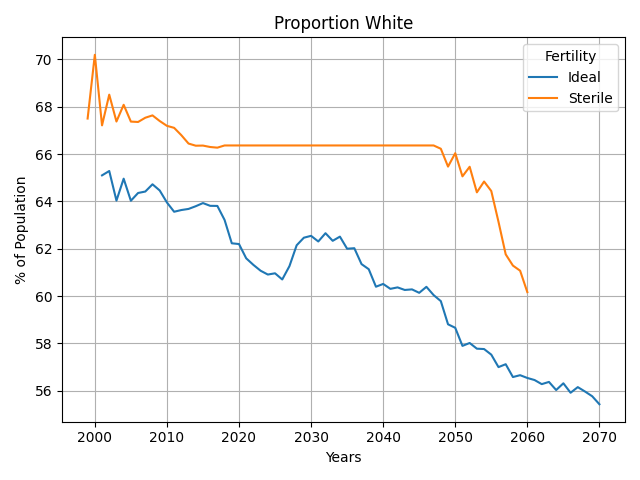 Proportion White
Fertility
Ideal
Sterile
% of Population
70
68
66
64
62
60
58
56
2000 2010 2020 2030 2040 2050 2060 2070
Years